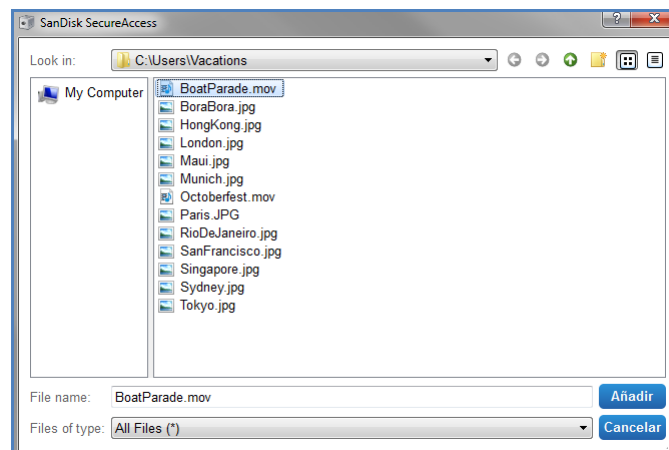 SanDisk SecureAccess
Look in: C:\Users\Vacations
My Computer
BoatParade.mov
BoraBora.jpg
HongKong.jpg
London.jpg
Maui.jpg
Munich.jpg
Octoberfest.mov
Paris.JPG
RioDeJaneiro.jpg
SanFrancisco.jpg
Singapore.jpg
Sydney.jpg
Tokyo.jpg
File name: BoatParade.mov Añadir
Files of type: All Files (*) Cancelar